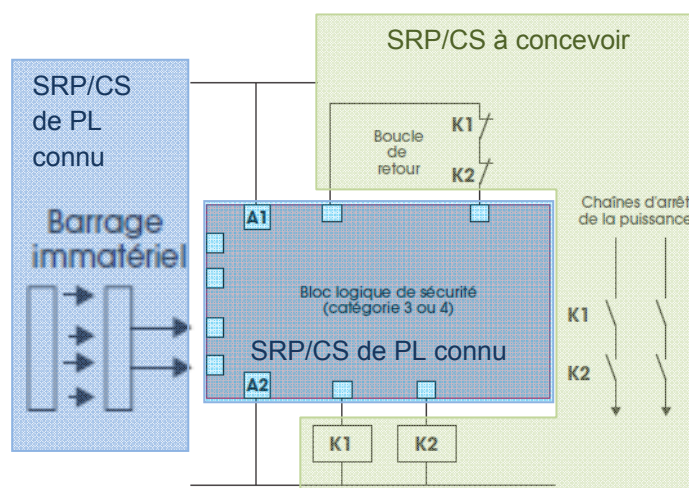 SRP/CS à concevoir
SRP/CS
de PL
connu
K1
Boucle
de
retour
K2
Chaînes d'arrêt
de la puissance
A1
Barrage
immatériel
Bloc logique de sécurité
(catégorie 3 ou 4)
SRP/CS de PL connu
K1
K2
A2
K1
K2